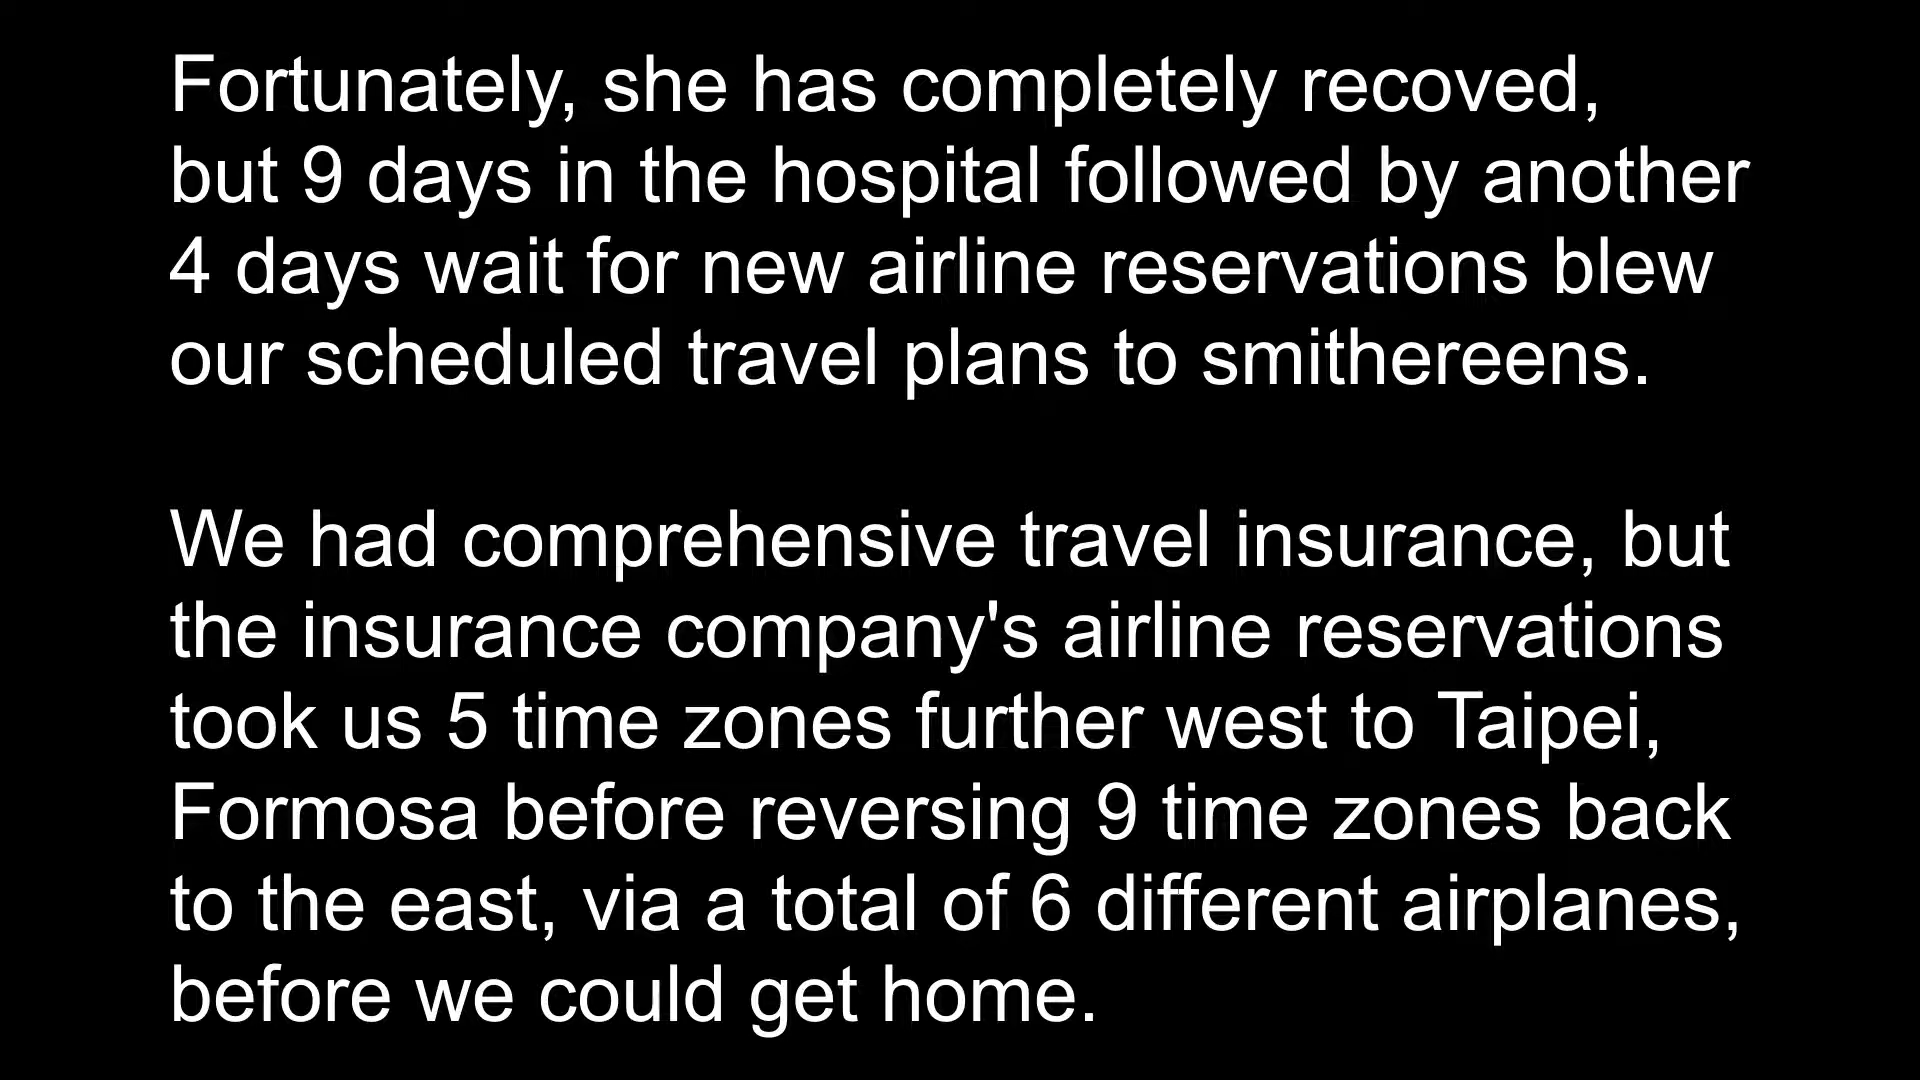 Fortunately, she has completely recoved,
but 9 days in the hospital followed by another
4 days wait for new airline reservations blew
our scheduled travel plans to smithereens.
We had comprehensive travel insurance, but
the insurance company's airline reservations
took us 5 time zones further west to Taipei,
Formosa before reversing 9 time zones back
to the east, via a total of 6 different airplanes,
before we could get home.